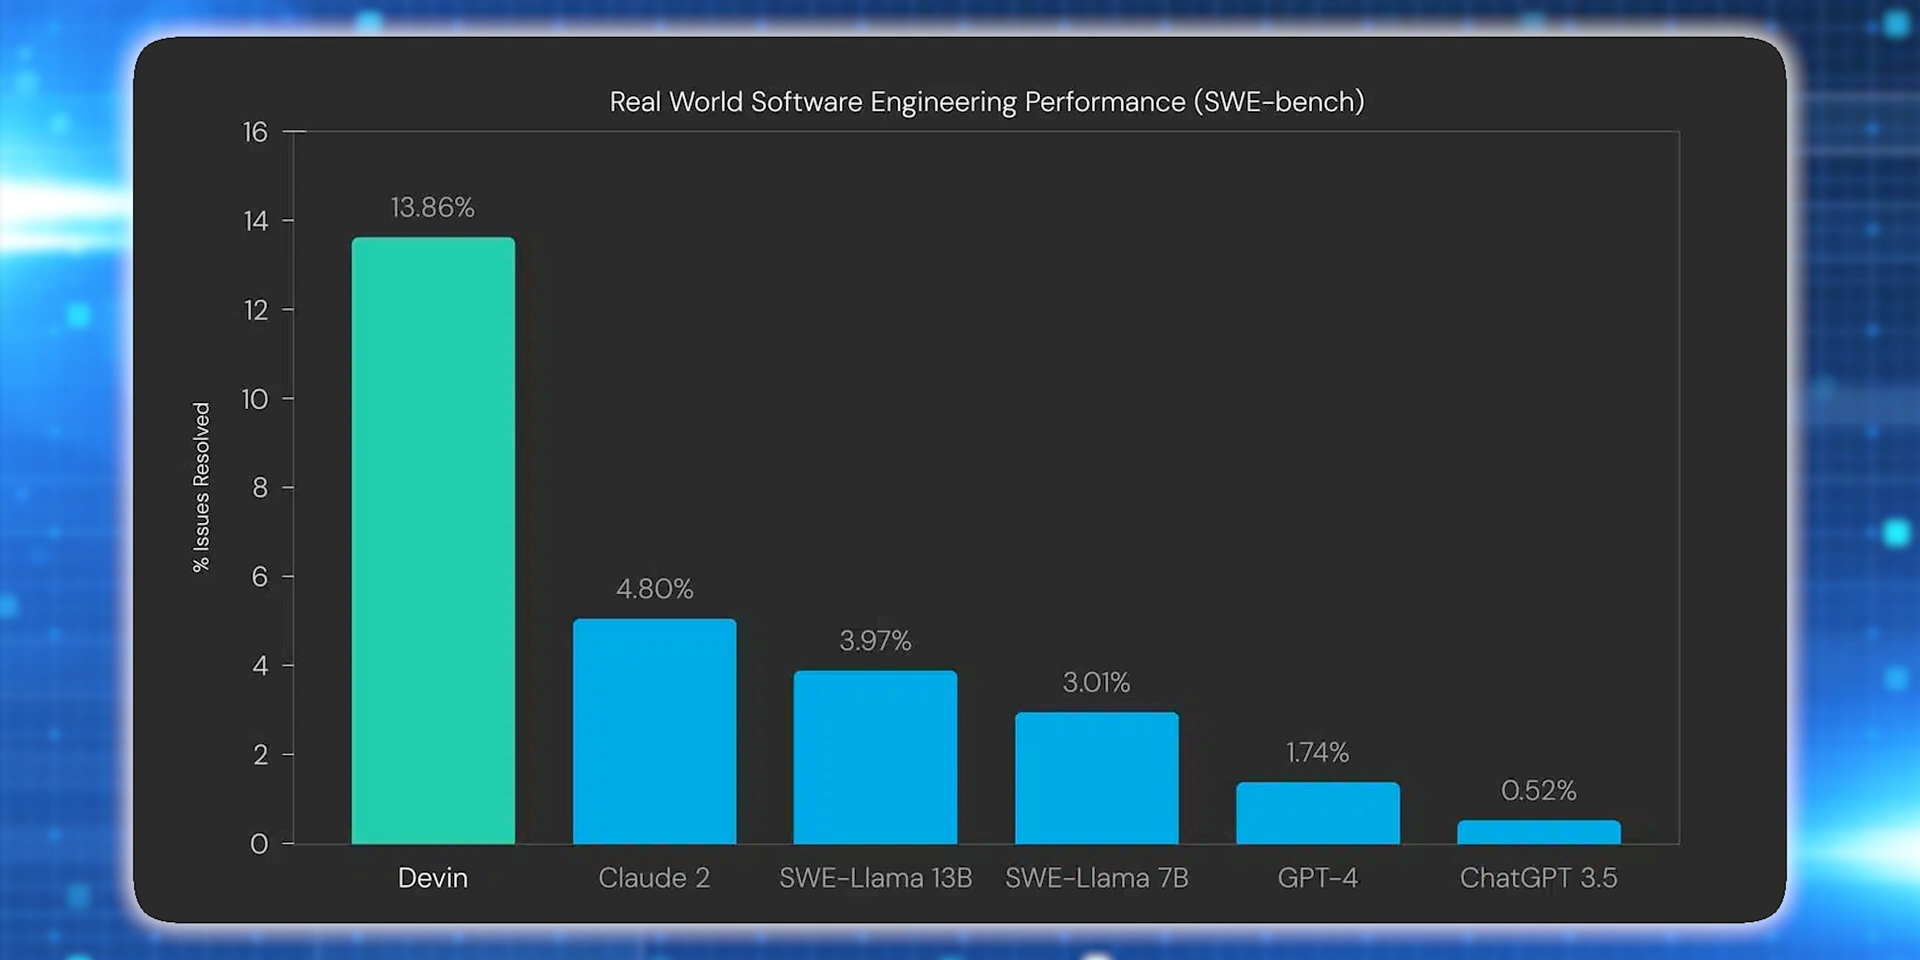 Real World Software Engineering Performance (SWE-bench)
16
14
12
10
8
6
4
2
0
% Issues Resolved
13.86%
4.80%
3.97%
3.01%
1.74%
0.52%
Devin
Claude 2
SWE-Llama 13B
SWE-Llama 7B
GPT-4
ChatGPT 3.5